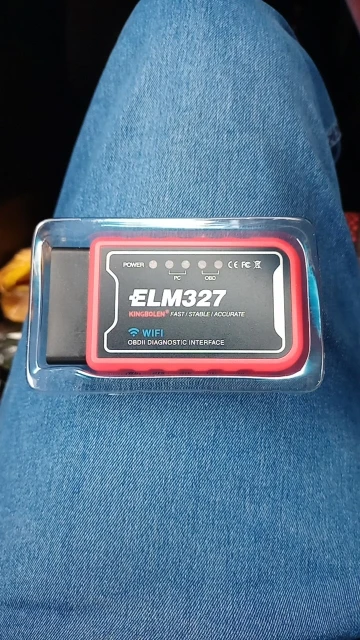 POWER
PC
OBD
CE FC
ELM327
KINGBOLEN® FAST / STABLE / ACCURATE
WIFI
OBDII DIAGNOSTIC INTERFACE